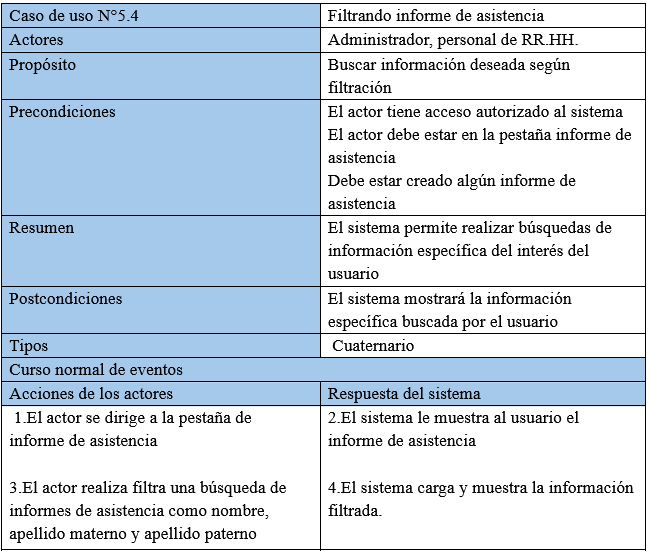 Caso de uso N°5.4
Filtrando informe de asistencia
Actores
Administrador, personal de RR.HH.
Propósito
Buscar información deseada según
filtración
Precondiciones
El actor tiene acceso autorizado al sistema
El actor debe estar en la pestaña informe de
asistencia
Debe estar creado algún informe de
asistencia
Resumen
El sistema permite realizar búsquedas de
información específica del interés del
usuario
Postcondiciones
El sistema mostrará la información
específica buscada por el usuario
Tipos
Cuaternario
Curso normal de eventos
Acciones de los actores
Respuesta del sistema
1.El actor se dirige a la pestaña de
informe de asistencia
2.El sistema le muestra al usuario el
informe de asistencia
3.El actor realiza filtra una búsqueda de
informes de asistencia como nombre,
apellido materno y apellido paterno
4.El sistema carga y muestra la información
filtrada.